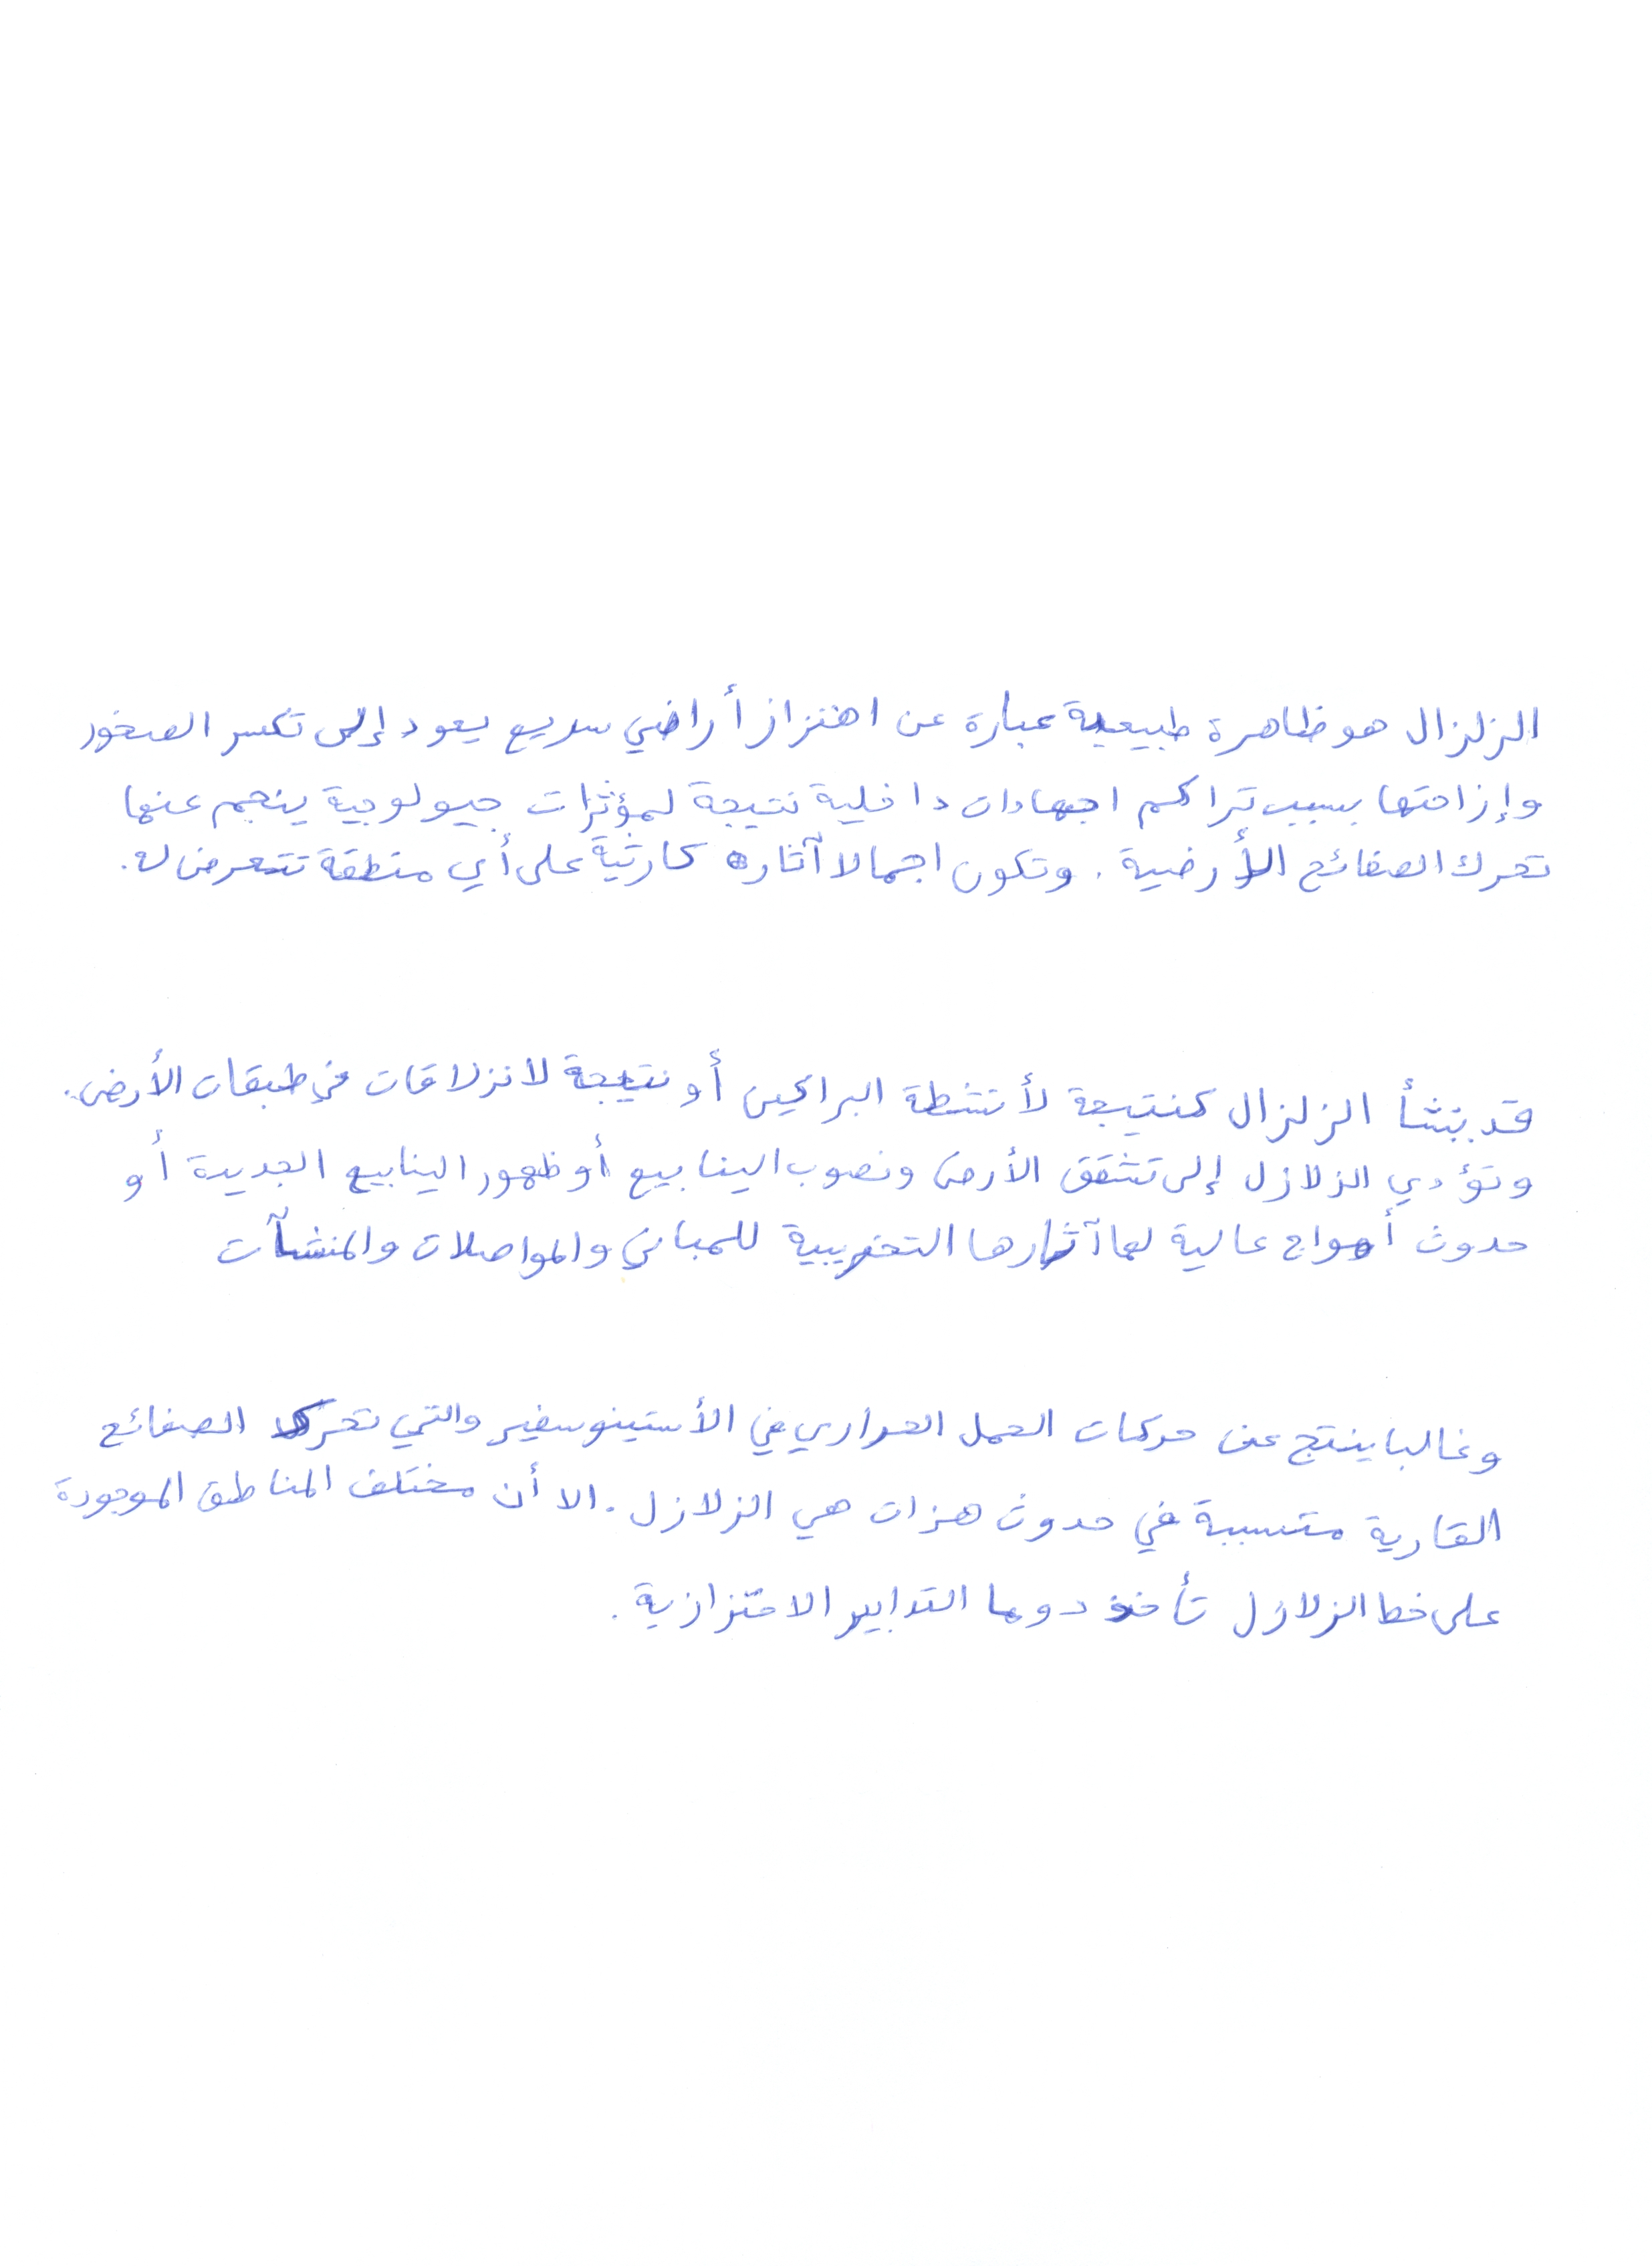 الزلزال هو ظاهرة طبيعية عبارة عن اهتزاز أراضي سريع يعود إلى تكسر الصخور
وإزاحتها بسبب تراكم اجهادات داخلية نتيجة لمؤثرات جيولوجية ينجم عنها
تحرك الصفائح الأرضية. وتكون اجمالا آثاره كارثية على أي منطقة تتعرض له.
قد ينشأ الزلزال كنتيجة لأنشطة البراكين أو نتيجة لانزلاقات في طبقات الأرض.
وتؤدي الزلازل إلى تشقق الأرض ونضوب الينابيع أو ظهور الينابيع الجديدة أو
حدوث أمواج عالية لها آثارها التخريبية للمباني والمواصلات والمنشآت
وغالبا ينتج عن حركات الحمل الحراري في الأستينوسفير والتي تحرك الصفائح
القارية متسببة في حدوث هزات هي الزلازل. الا أن مختلف المناطق الموجودة
على خط الزلازل تأخذ دوما التدابير الاحترازية.